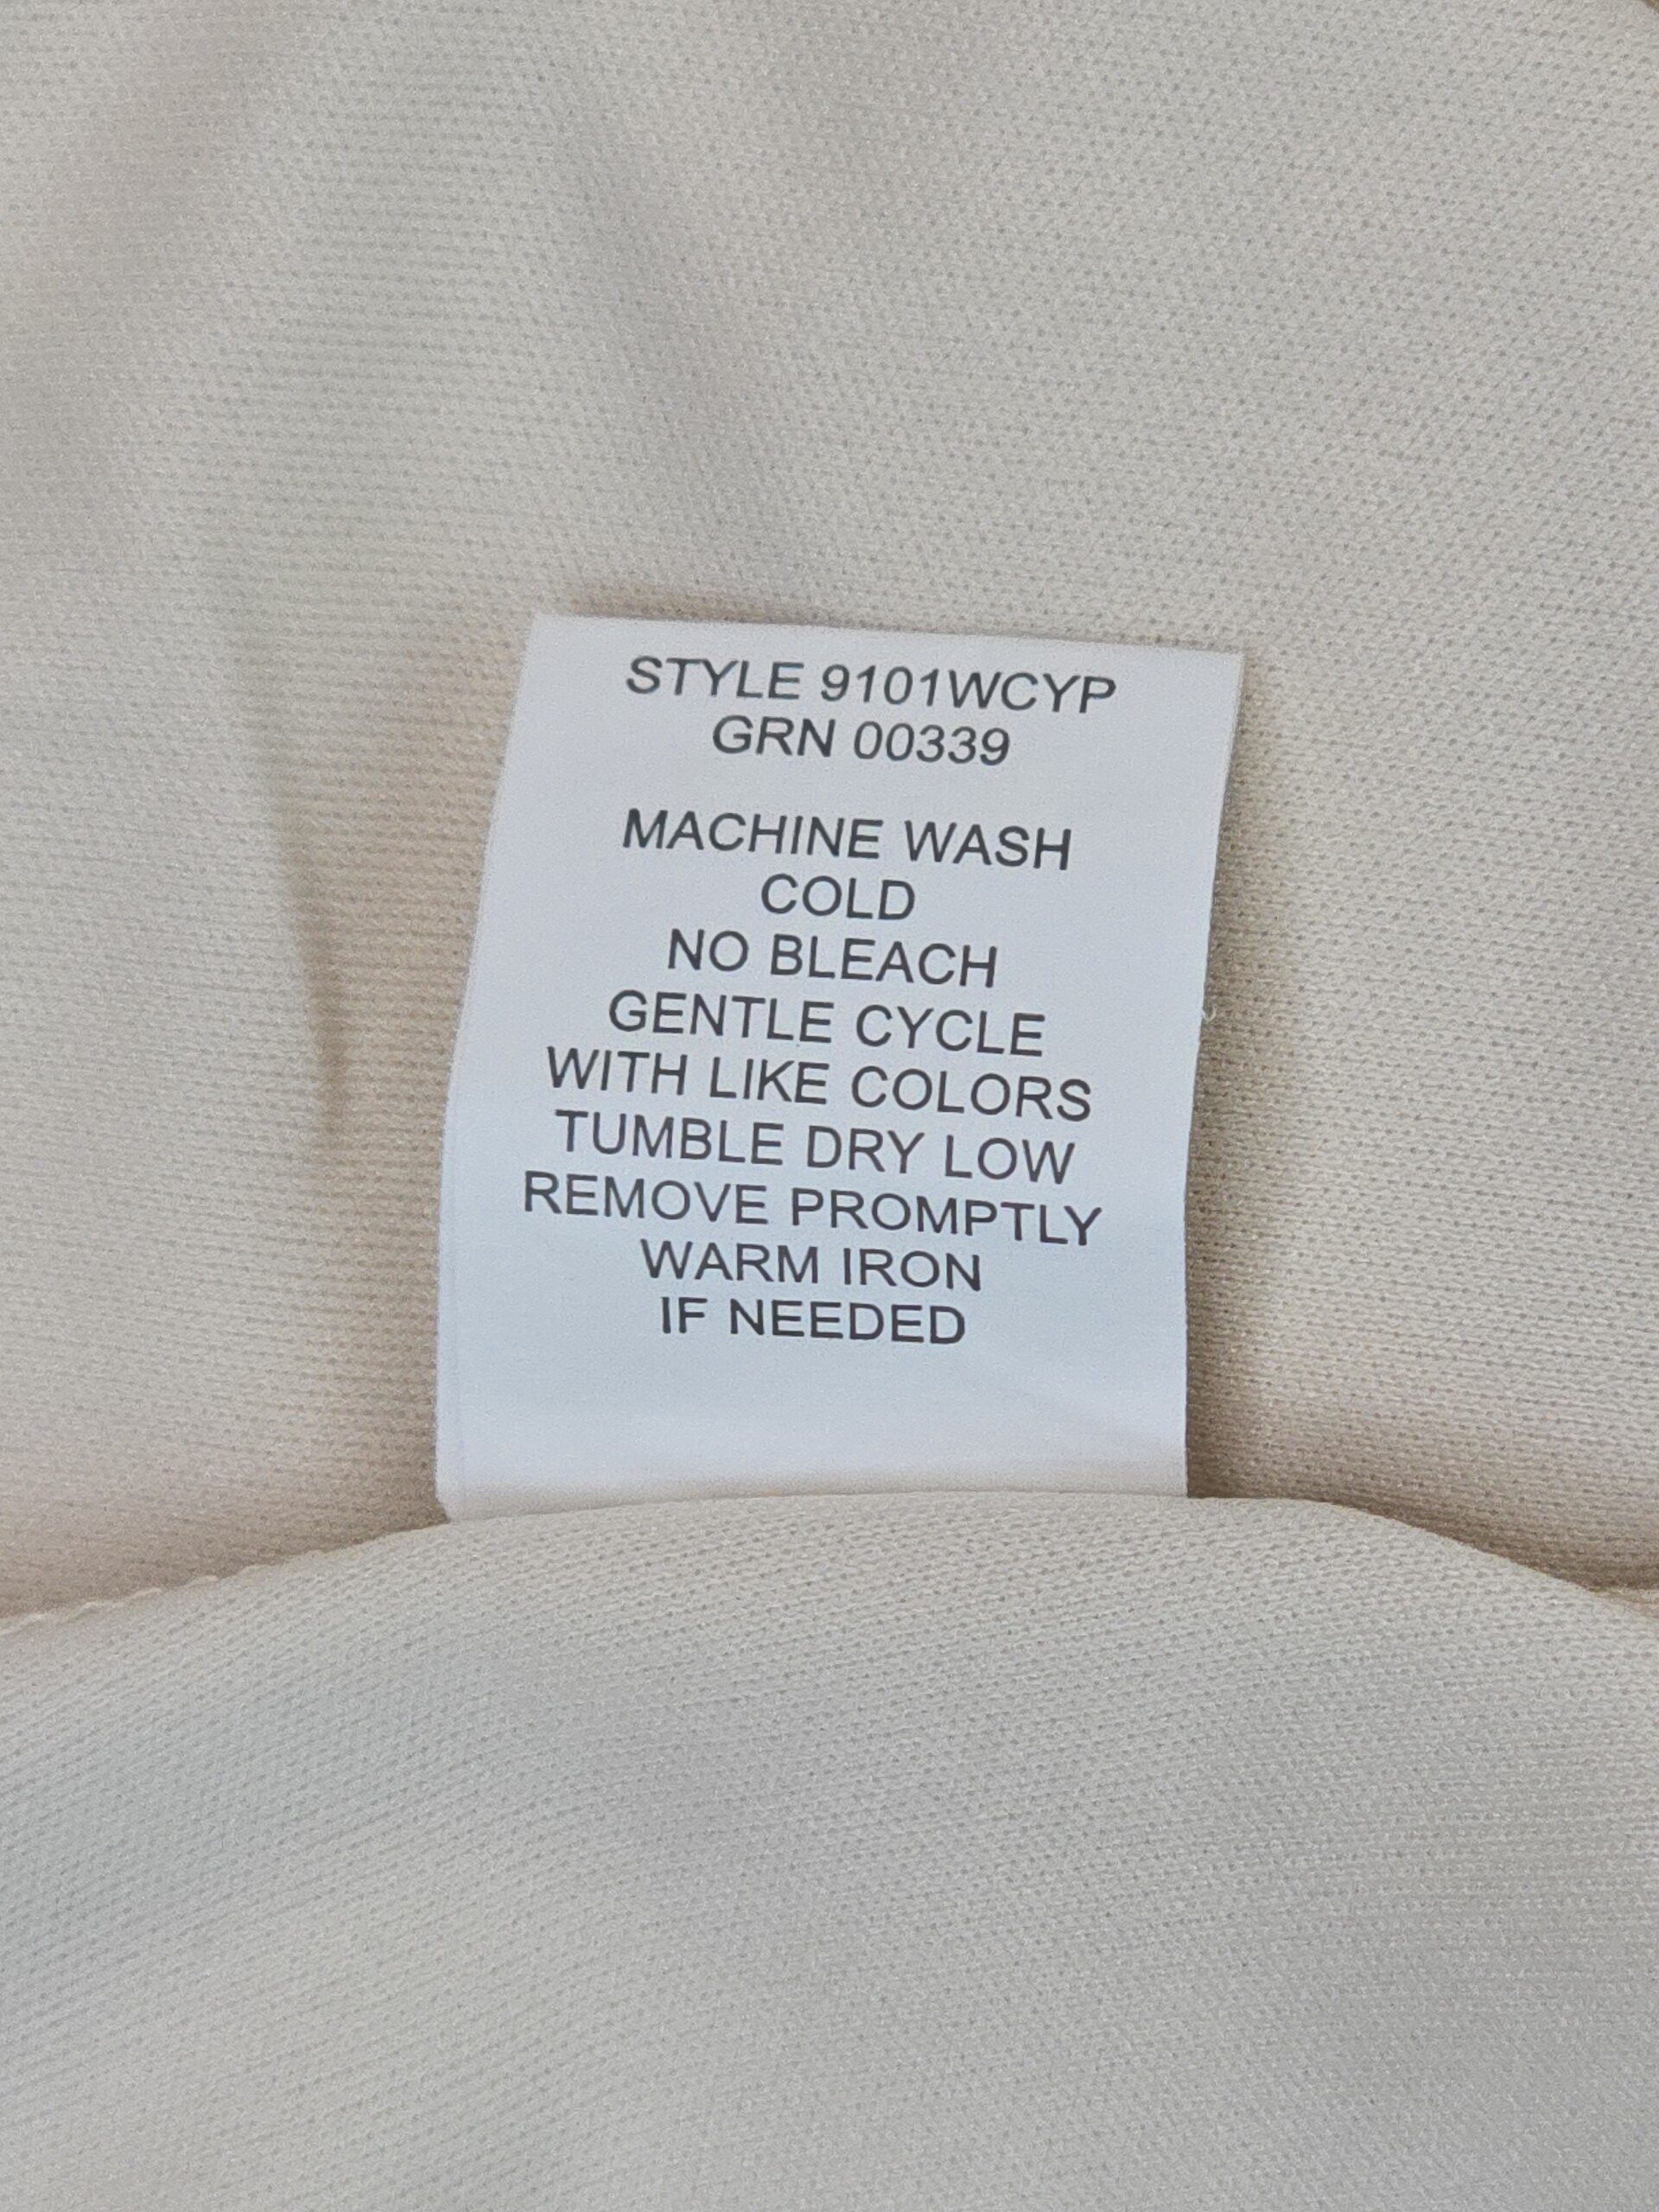 STYLE 9101WCYP
GRN 00339
MACHINE WASH
COLD
NO BLEACH
GENTLE CYCLE
WITH LIKE COLORS
TUMBLE DRY LOW
REMOVE PROMPTLY
WARM IRON
IF NEEDED